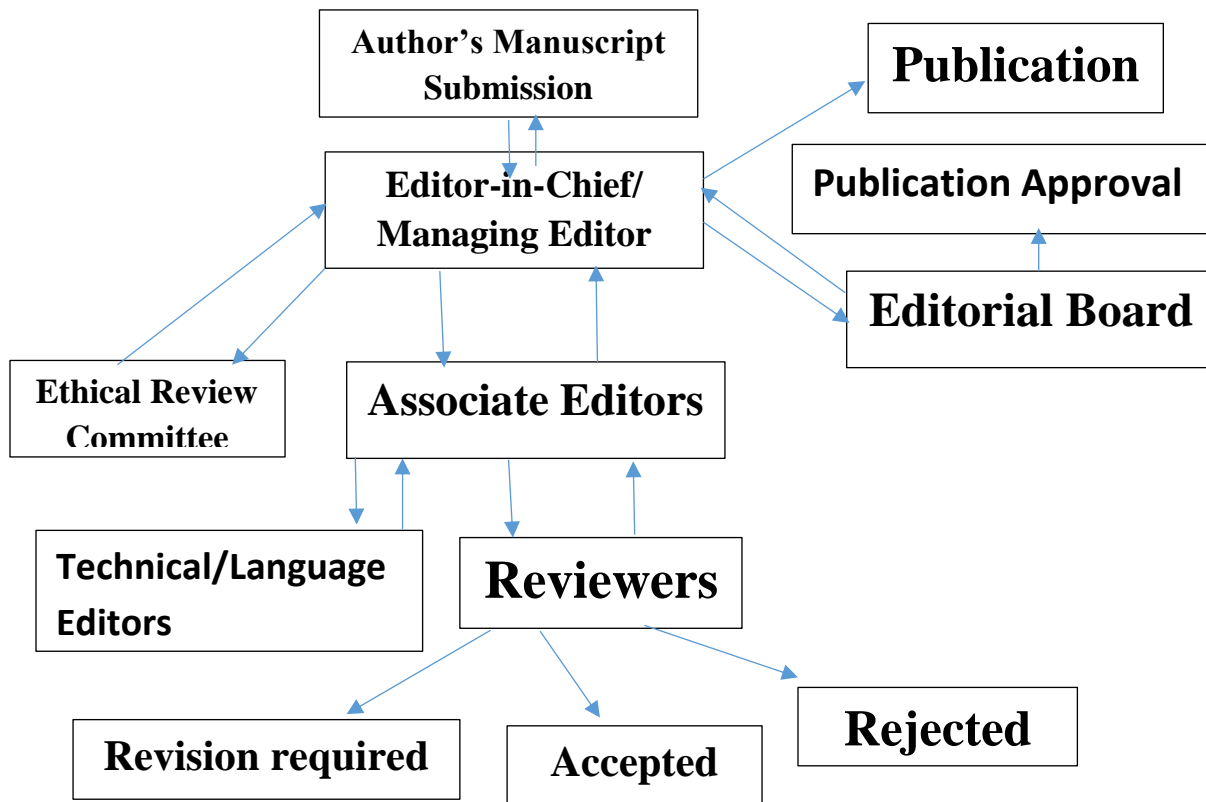 Author’s Manuscript
Submission
Publication
Editor-in-Chief/
Managing Editor
Publication Approval
Editorial Board
Ethical Review
Committee
Associate Editors
Technical/Language
Editors
Reviewers
Revision required
Accepted
Rejected